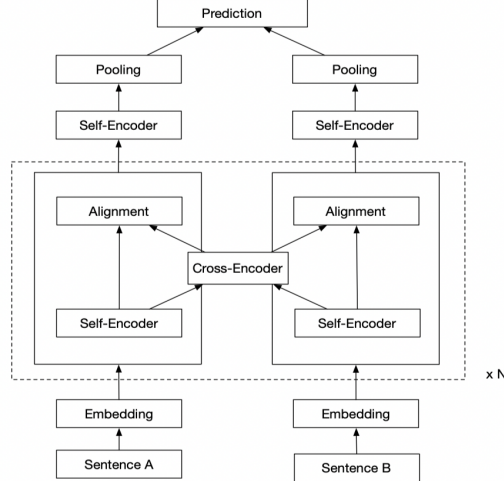 Prediction
Pooling
Pooling
Self-Encoder
Self-Encoder
Alignment
Alignment
Cross-Encoder
Self-Encoder
Self-Encoder
x N
Embedding
Embedding
Sentence A
Sentence B